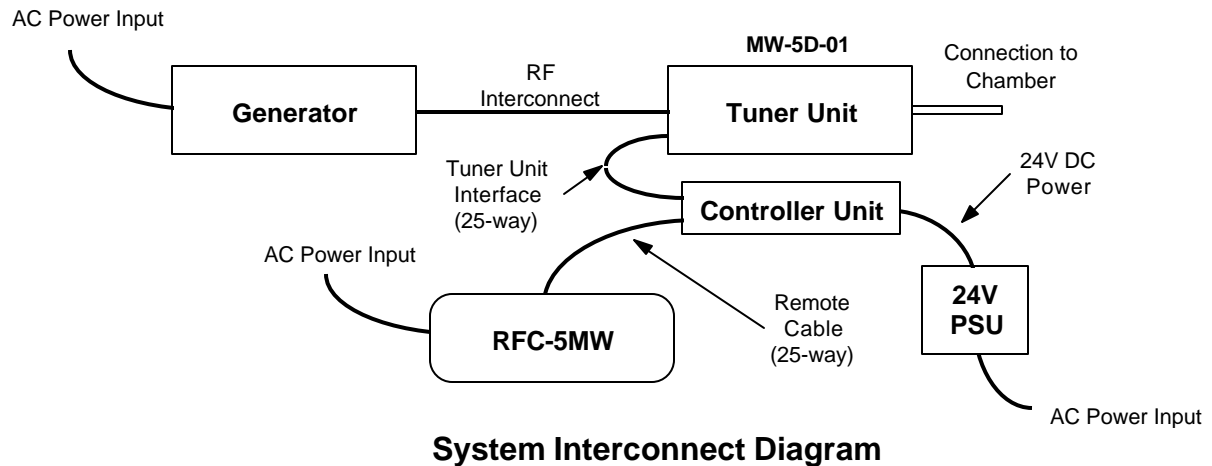 AC Power Input
MW-5D-01
Connection to
Chamber
RF
Interconnect
Generator
Tuner Unit
Tuner Unit
Interface
(25-way)
24V DC
Power
Controller Unit
AC Power Input
24V
PSU
Remote
Cable
(25-way)
RFC-5MW
AC Power Input
System Interconnect Diagram